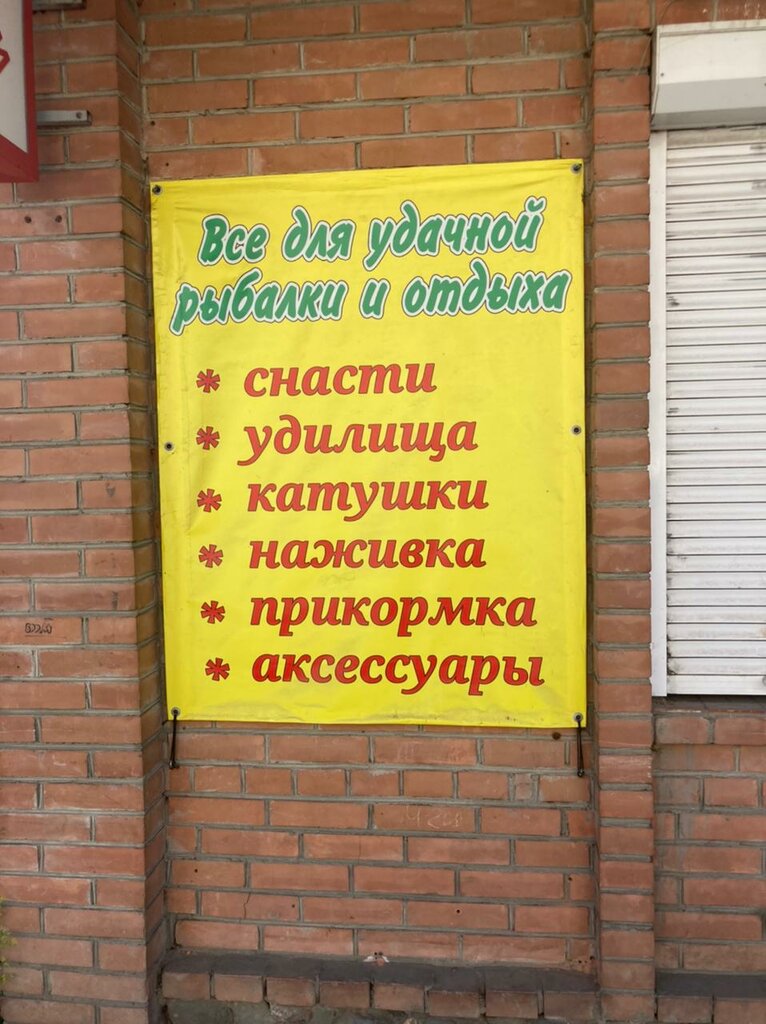 Все для удачной
рыбалки и отдыха
* снасти
* удилища
* катушки
* наживка
* прикормка
* аксессуары